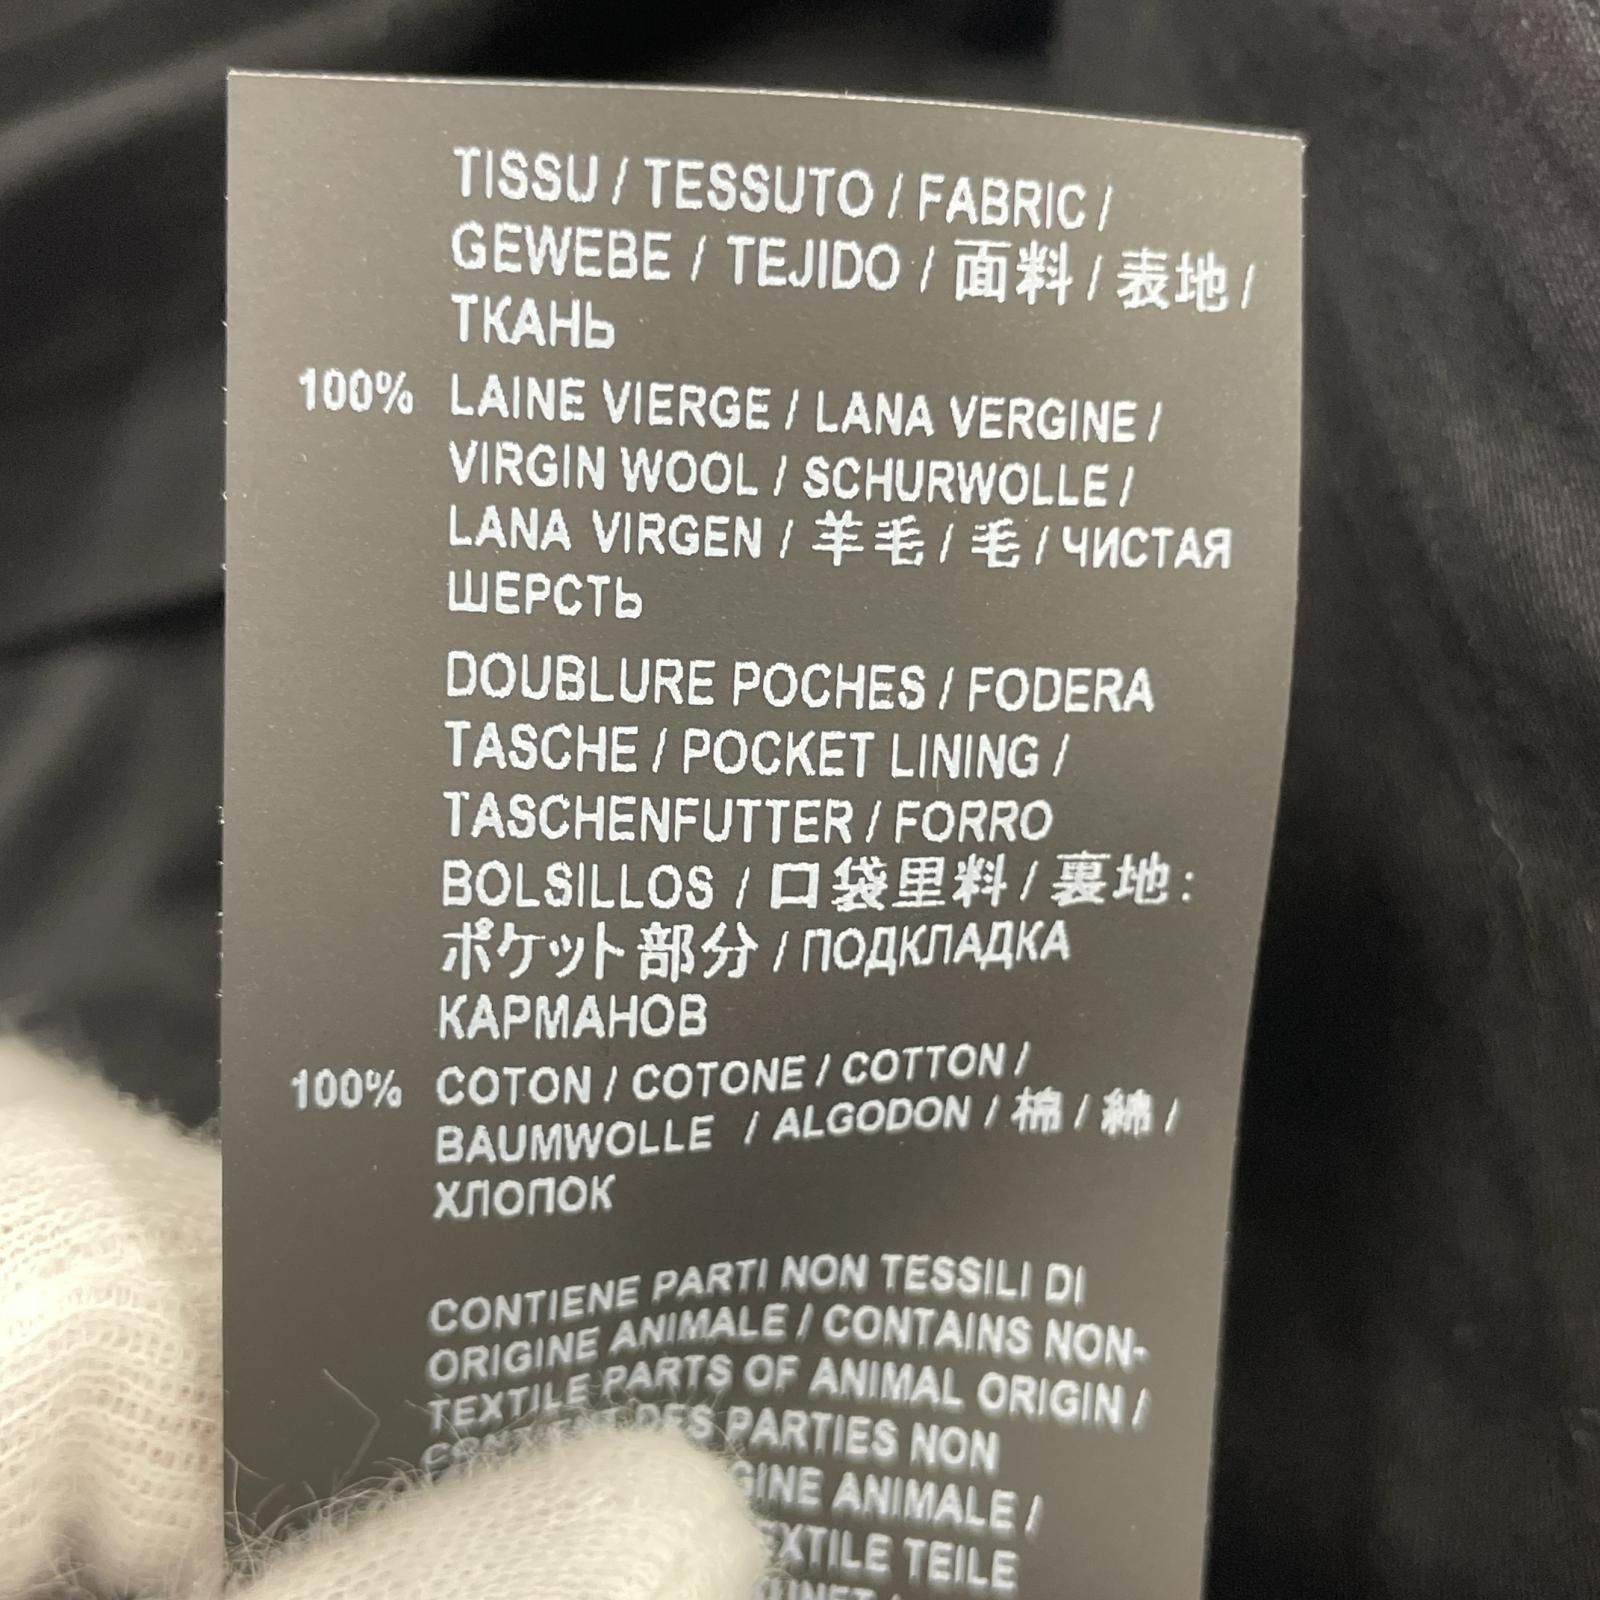 TISSU / TESSUTO / FABRIC /
GEWEBE / TEJIDO / 面料 / 表地 /
ТКАНЬ
100% LAINE VIERGE / LANA VERGINE /
VIRGIN WOOL / SCHURWOLLE /
LANA VIRGEN / 羊毛 / 毛 / ЧИСТАЯ
ШЕРСТЬ
DOUBLURE POCHES / FODERA
TASCHE / POCKET LINING /
TASCHENFUTTER / FORRO
BOLSILLOS / 口袋里料 / 裏地:
ポケット部分 / ПОДКЛАДКА
КАРМАНОВ
100% COTON / COTONE / COTTON /
BAUMWOLLE / ALGODON / 棉 / 綿 /
ХЛОПОК
CONTIENE PARTI NON TESSILI DI
ORIGINE ANIMALE / CONTAINS NON-
TEXTILE PARTS OF ANIMAL ORIGIN /
DES PARTIES NON
ANIMALE /
TEILE